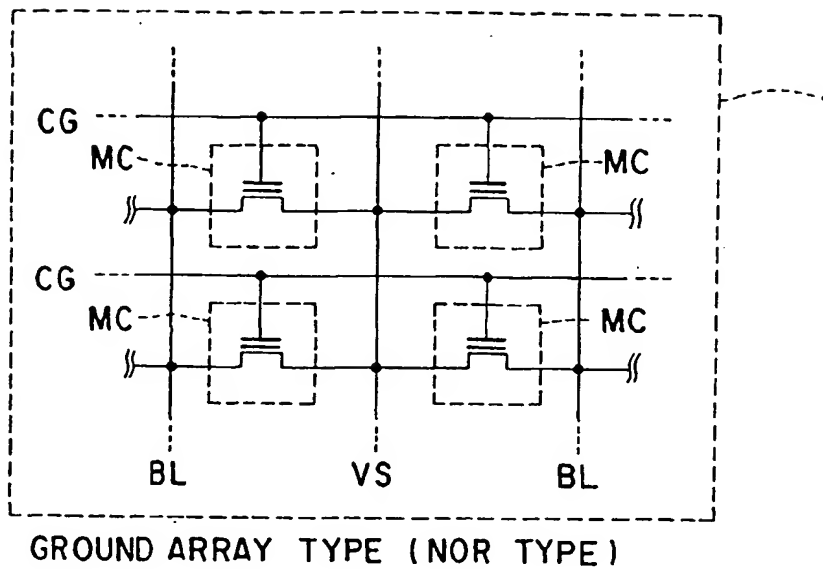 CG
MC MC
CG
MC MC
BL VS BL
GROUND ARRAY TYPE (NOR TYPE)